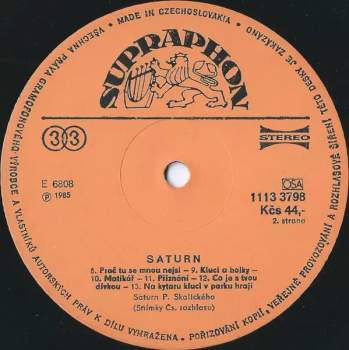 VŠECHNA PRÁVA GRAMOFONOVÉHO VÝROBCE A VLASTNÍKŮ AUTORSKÝCH PRÁV K DÍLU VYHRAŽENA. POŘIZOVÁNÍ KOPIÍ, VEŘEJNÉ PROVOZOVÁNÍ A ROZHLASOVÉ ŠÍŘENÍ TÉTO DESKY JE ZAKÁZÁNO
• MADE IN CZECHOSLOVAKIA •
SUPRAPHON
33
STEREO
E 6808
℗ 1985
OSA
1113 3798
Kčs 44,-
2. strana
SATURN
8. Proč tu se mnou nejsi – 9. Kluci a holky –
10. Matikář – 11. Přiznání – 12. Co je s tvou
dívkou – 13. Na kytaru kluci v parku hrají
Saturn P. Skalického
(Snímky Čs. rozhlasu)